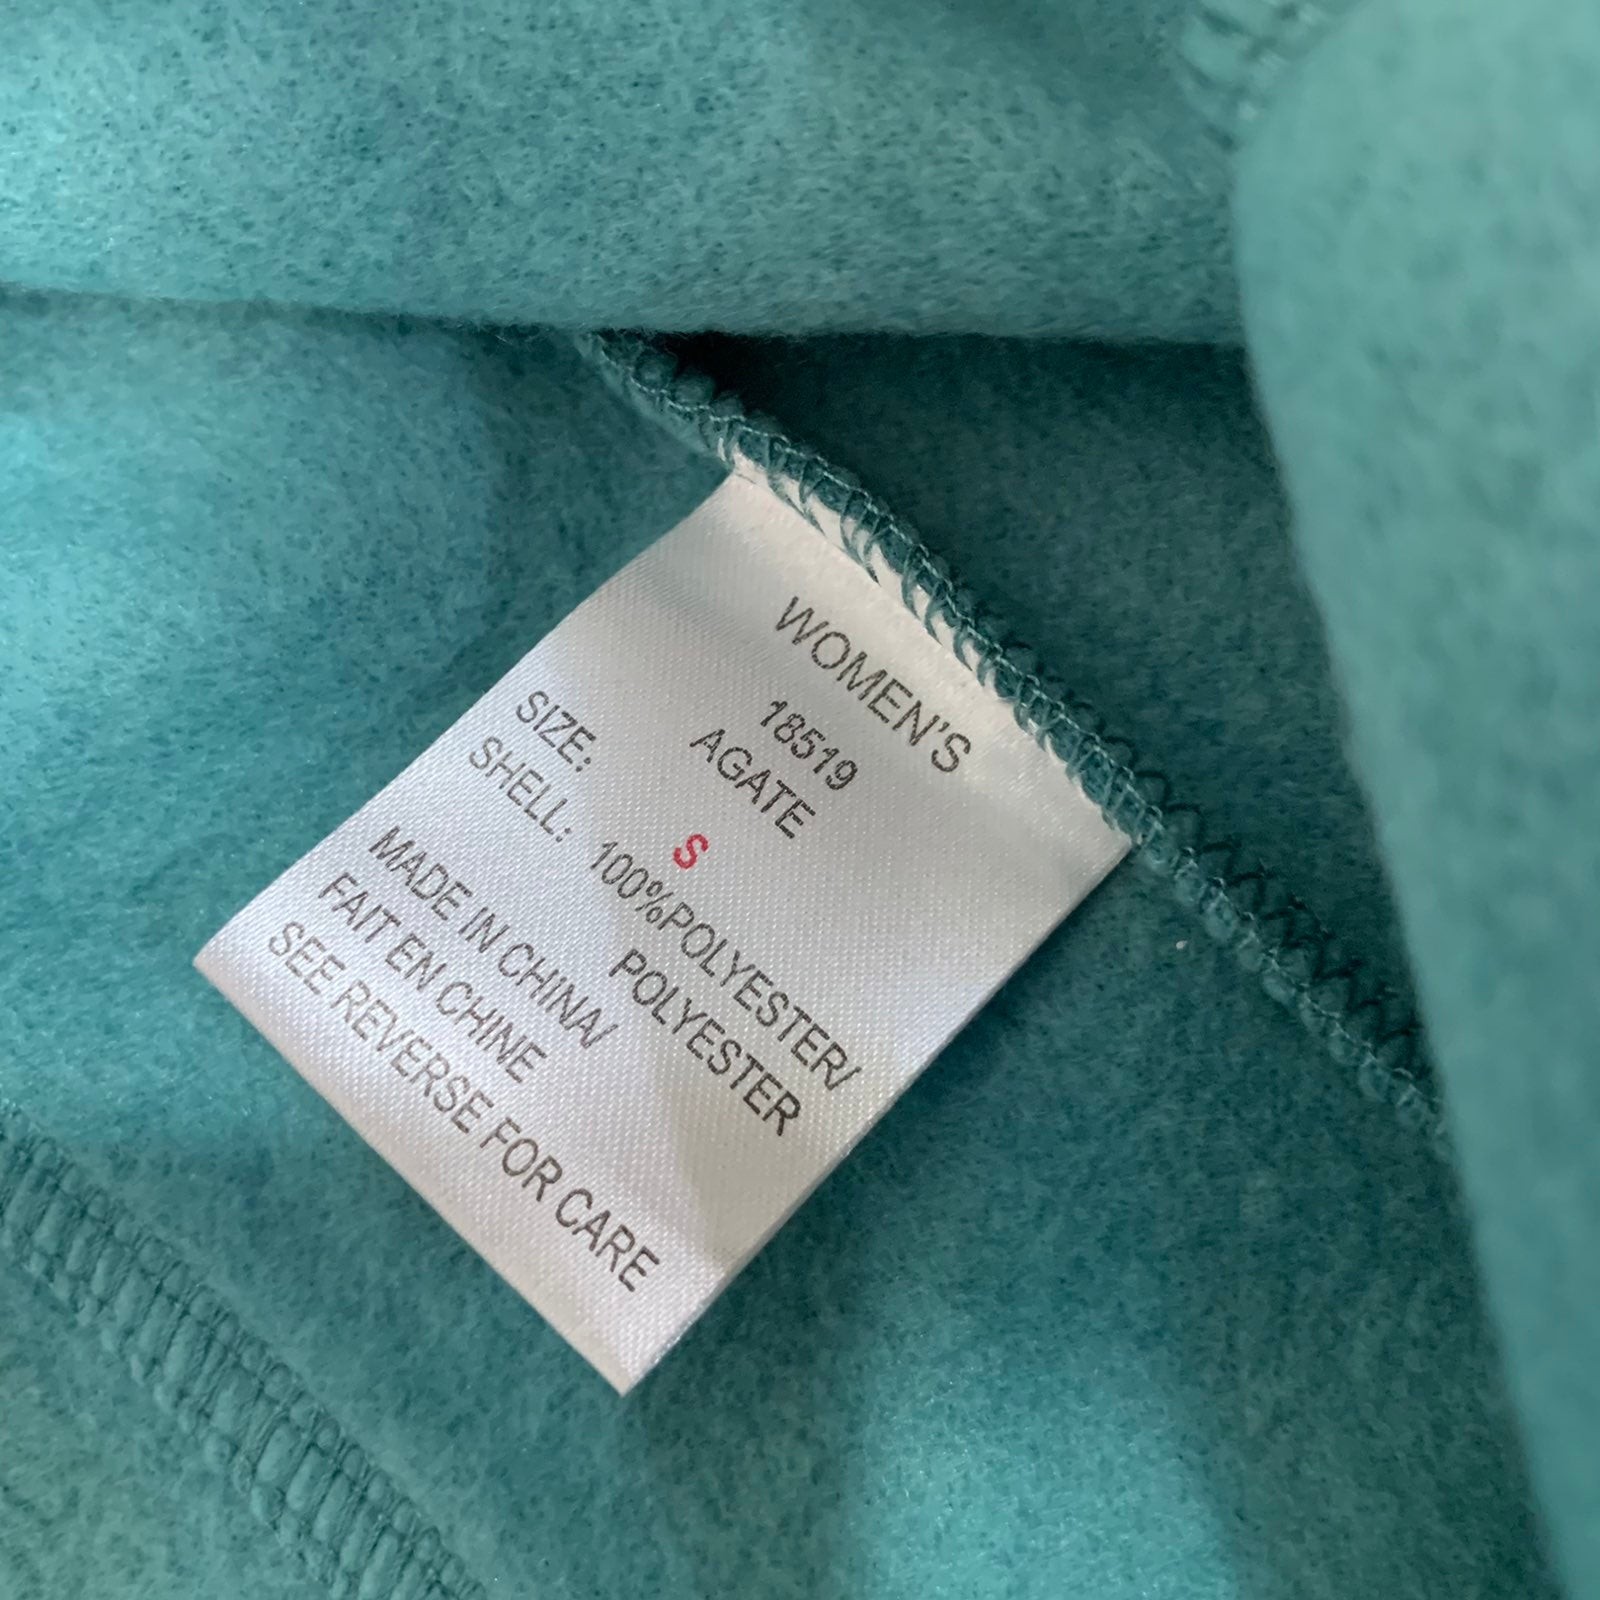 WOMEN'S
18519
AGATE
SIZE: S
SHELL: 100%POLYESTER/
POLYESTER
MADE IN CHINA/
FAIT EN CHINE
SEE REVERSE FOR CARE